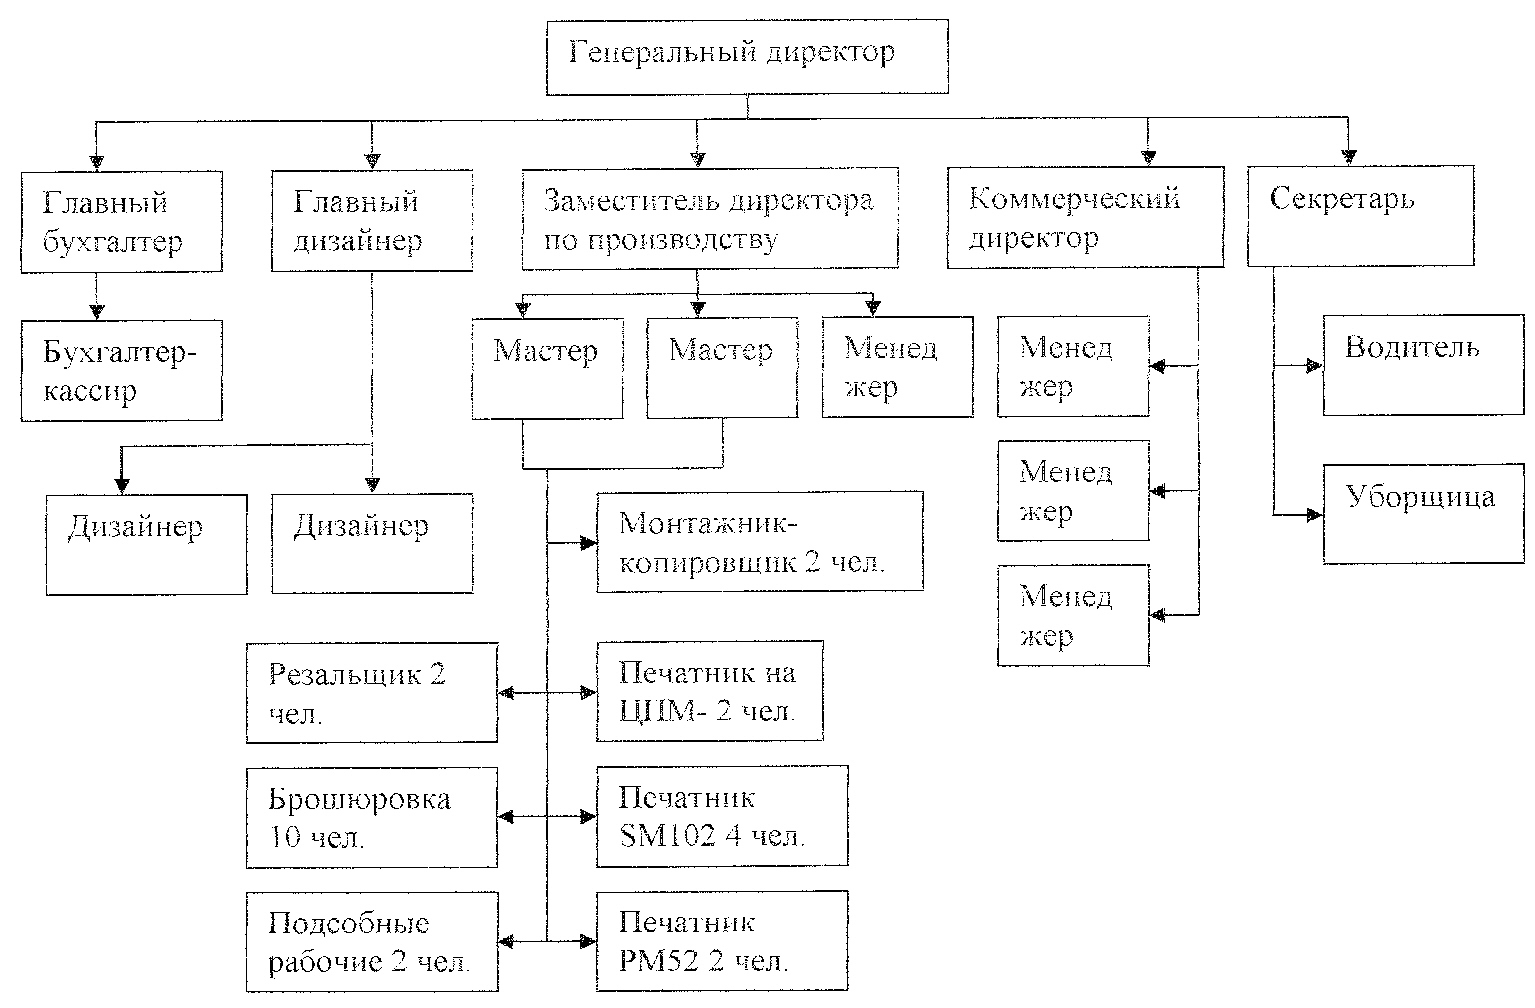 Генеральный директор
Главный
бухгалтер
Главный
дизайнер
Заместитель директора
по производству
Коммерческий
директор
Секретарь
Бухгалтер-
кассир
Мастер
Мастер
Менед
жер
Менед
жер
Водитель
Менед
жер
Уборщица
Дизайнер
Дизайнер
Монтажник-
копировщик 2 чел.
Менед
жер
Резальщик 2
чел.
Печатник на
ЦПМ- 2 чел.
Брошюровка
10 чел.
Печатник
SM102 4 чел.
Подсобные
рабочие 2 чел.
Печатник
PM52 2 чел.